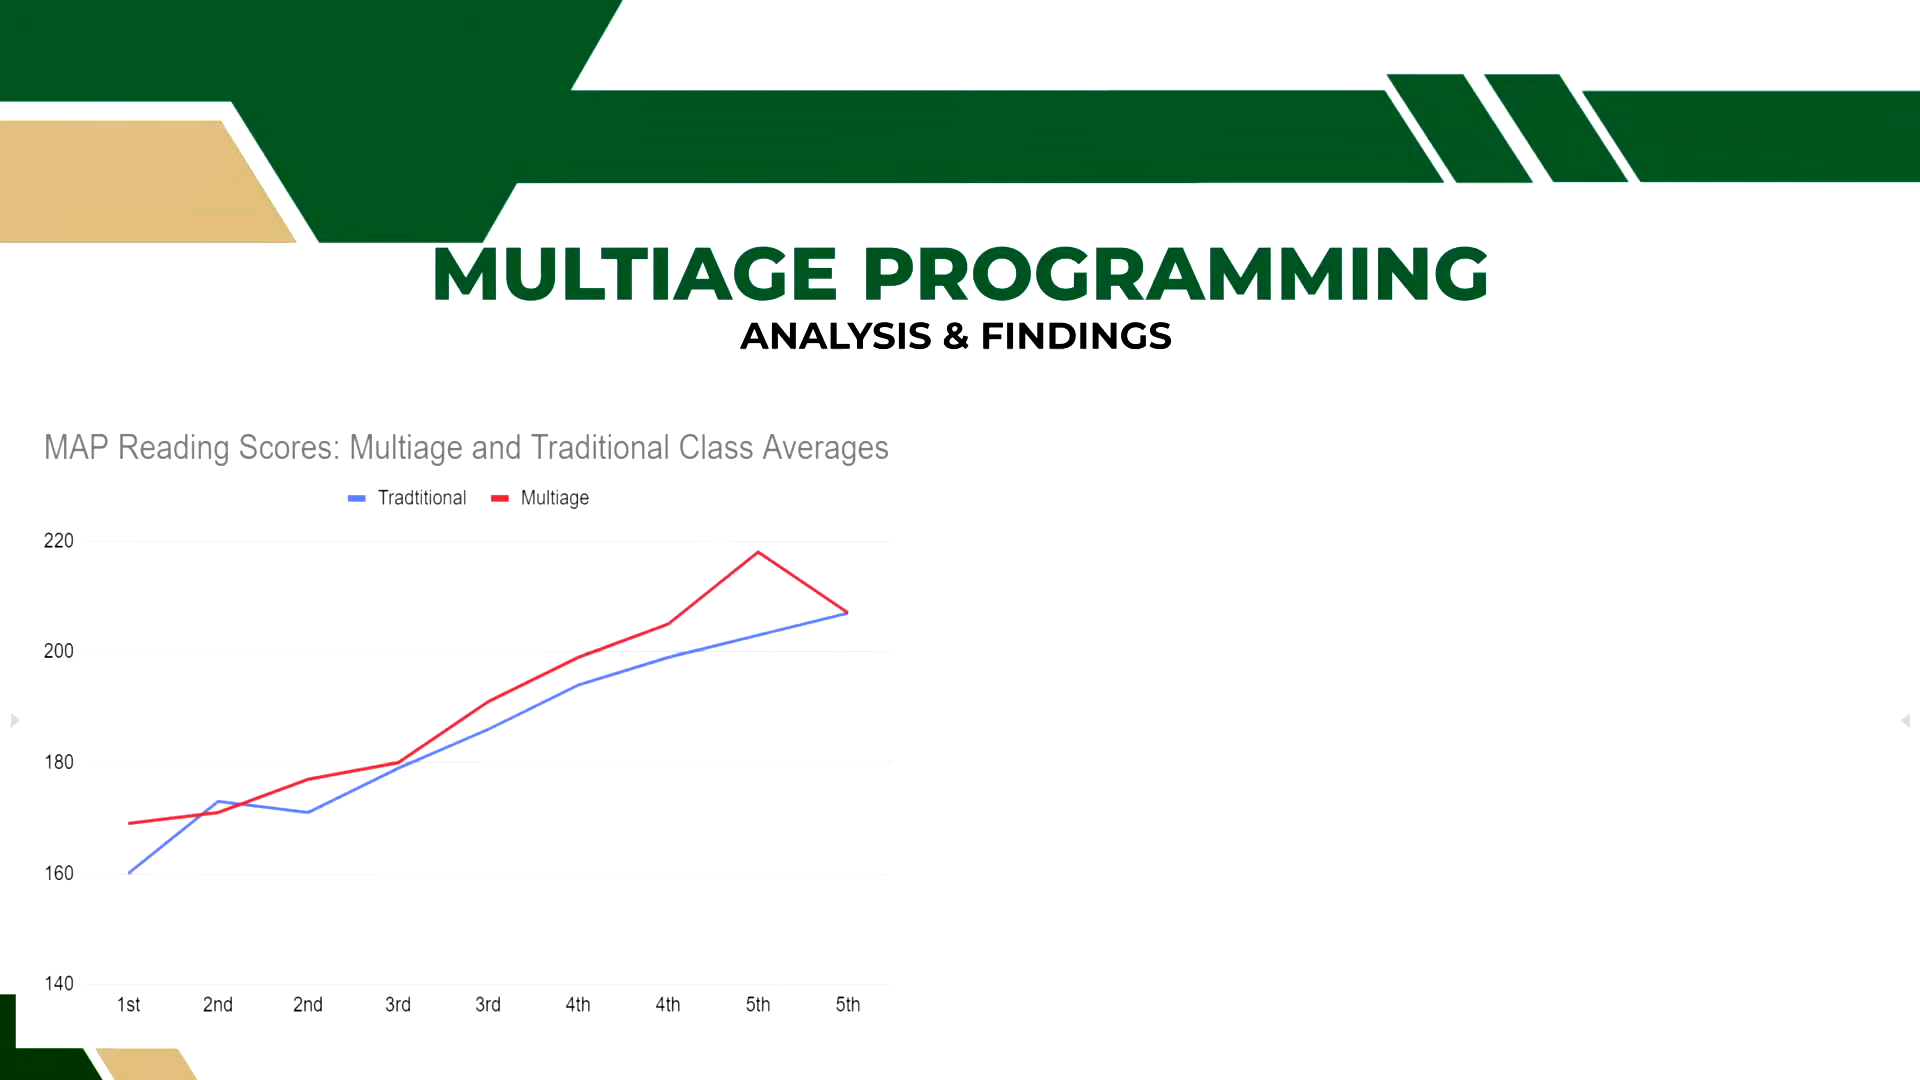 MULTIAGE PROGRAMMING
ANALYSIS & FINDINGS
MAP Reading Scores: Multiage and Traditional Class Averages
Tradtitional Multiage
220
200
180
160
140
1st 2nd 2nd 3rd 3rd 4th 4th 5th 5th